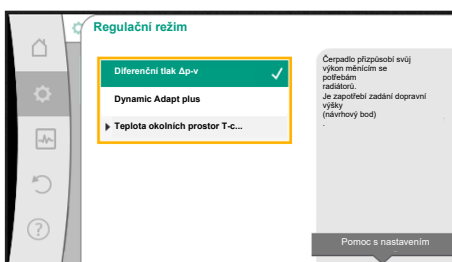 Regulační režim
Diferenční tlak Δp-v
Dynamic Adapt plus
Teplota okolních prostor T-c...
Čerpadlo přizpůsobí svůj
výkon měnícím se
potřebám
radiátorů.
Je zapotřebí zadání dopravní
výšky
(návrhový bod)
.
Pomoc s nastavením